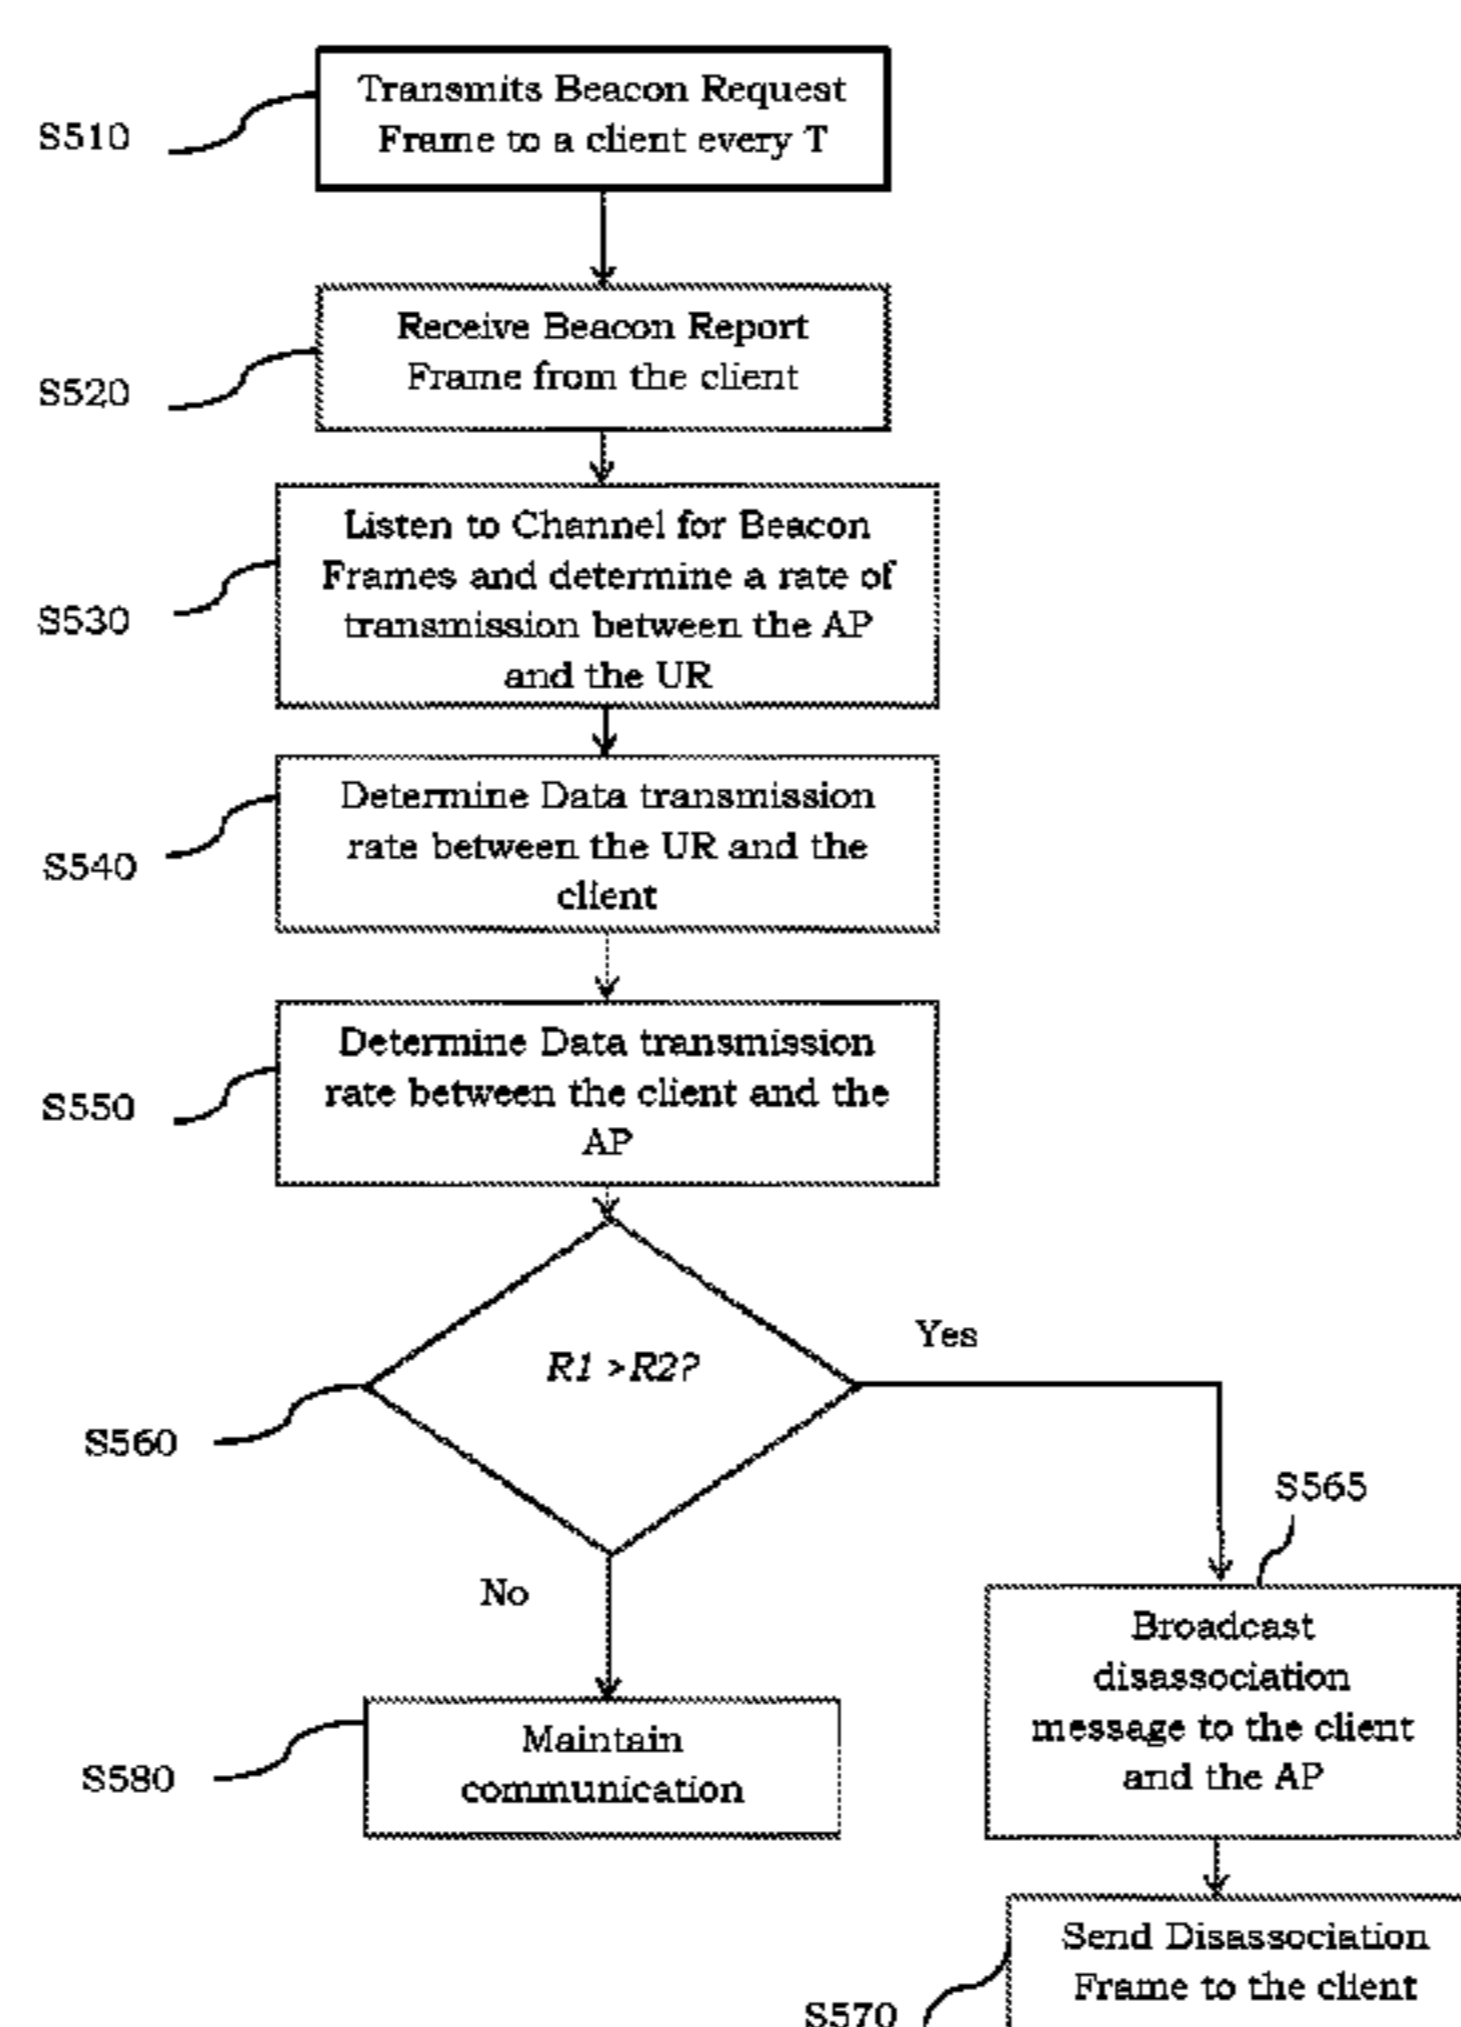 Transmits Beacon Request
Frame to a client every T
S510
Receive Beacon Report
Frame from the client
S520
Listen to Channel for Beacon
Frames and determine a rate of
transmission between the AP
and the UR
S530
Determine Data transmission
rate between the UR and the
client
S540
Determine Data transmission
rate between the client and the
AP
S550
R1 >R2?
Yes
S560
S565
No
Broadcast
disassociation
message to the client
and the AP
Maintain
communication
S580
Send Disassociation
Frame to the client
S570